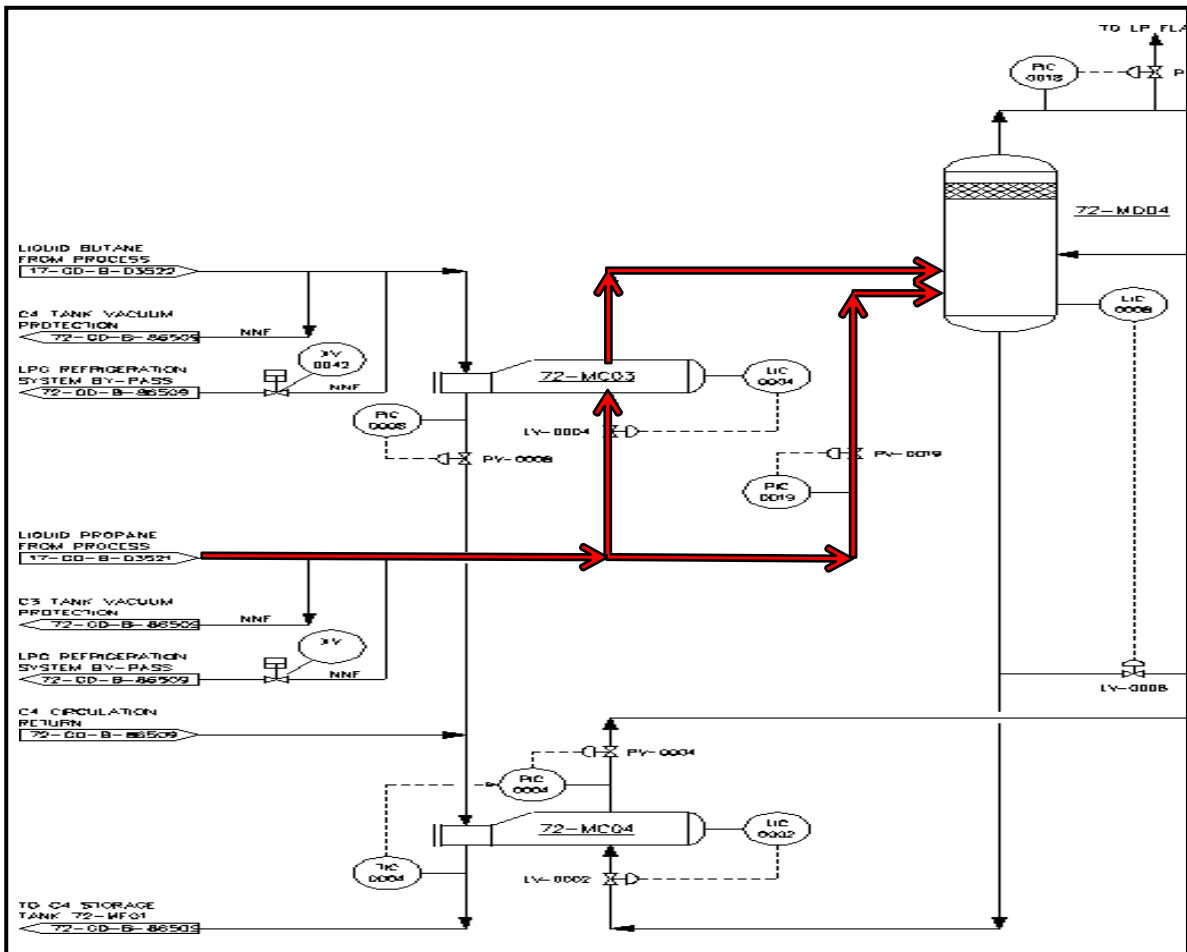 TO LP FLA
PIC
0018
P
72-MD04
LIQUID BUTANE
FROM PROCESS
17-GD-B-03522
C4 TANK VACUUM
PROTECTION
NNF
72-GD-B-86509
XV
0042
LPG REFRIGERATION
SYSTEM BY-PASS
NNF
72-GD-B-86509
72-MC03
LIC
0004
LIC
0008
PIC
0008
LV-0004
PV-0008
PV-0019
PIC
0019
LIQUID PROPANE
FROM PROCESS
17-GD-B-03521
C3 TANK VACUUM
PROTECTION
NNF
72-GD-B-86509
XV
LPG REFRIGERATION
SYSTEM BY-PASS
NNF
72-GD-B-86509
LV-0008
C4 CIRCULATION
RETURN
72-GD-B-86509
PV-0004
PIC
0004
72-MC04
LIC
0002
TIC
0004
LV-0002
TO C4 STORAGE
TANK 72-MF01
72-GD-B-86509